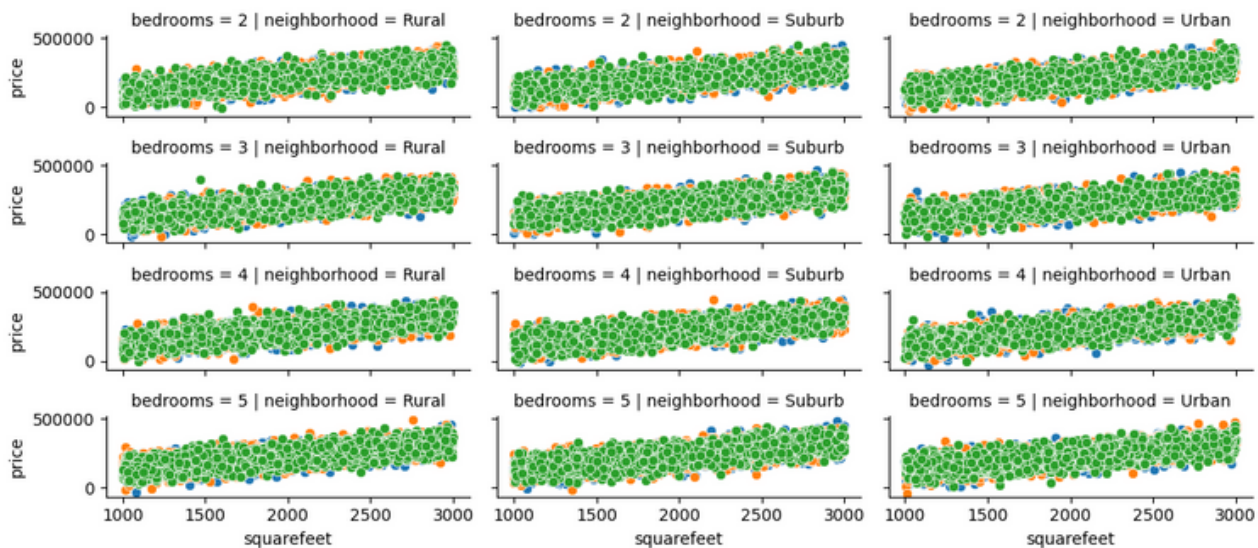 bedrooms = 2 | neighborhood = Rural bedrooms = 2 | neighborhood = Suburb bedrooms = 2 | neighborhood = Urban
500000
price
0
bedrooms = 3 | neighborhood = Rural bedrooms = 3 | neighborhood = Suburb bedrooms = 3 | neighborhood = Urban
500000
price
0
bedrooms = 4 | neighborhood = Rural bedrooms = 4 | neighborhood = Suburb bedrooms = 4 | neighborhood = Urban
500000
price
0
bedrooms = 5 | neighborhood = Rural bedrooms = 5 | neighborhood = Suburb bedrooms = 5 | neighborhood = Urban
500000
price
0
1000 1500 2000 2500 3000 1000 1500 2000 2500 3000 1000 1500 2000 2500 3000
squarefeet squarefeet squarefeet